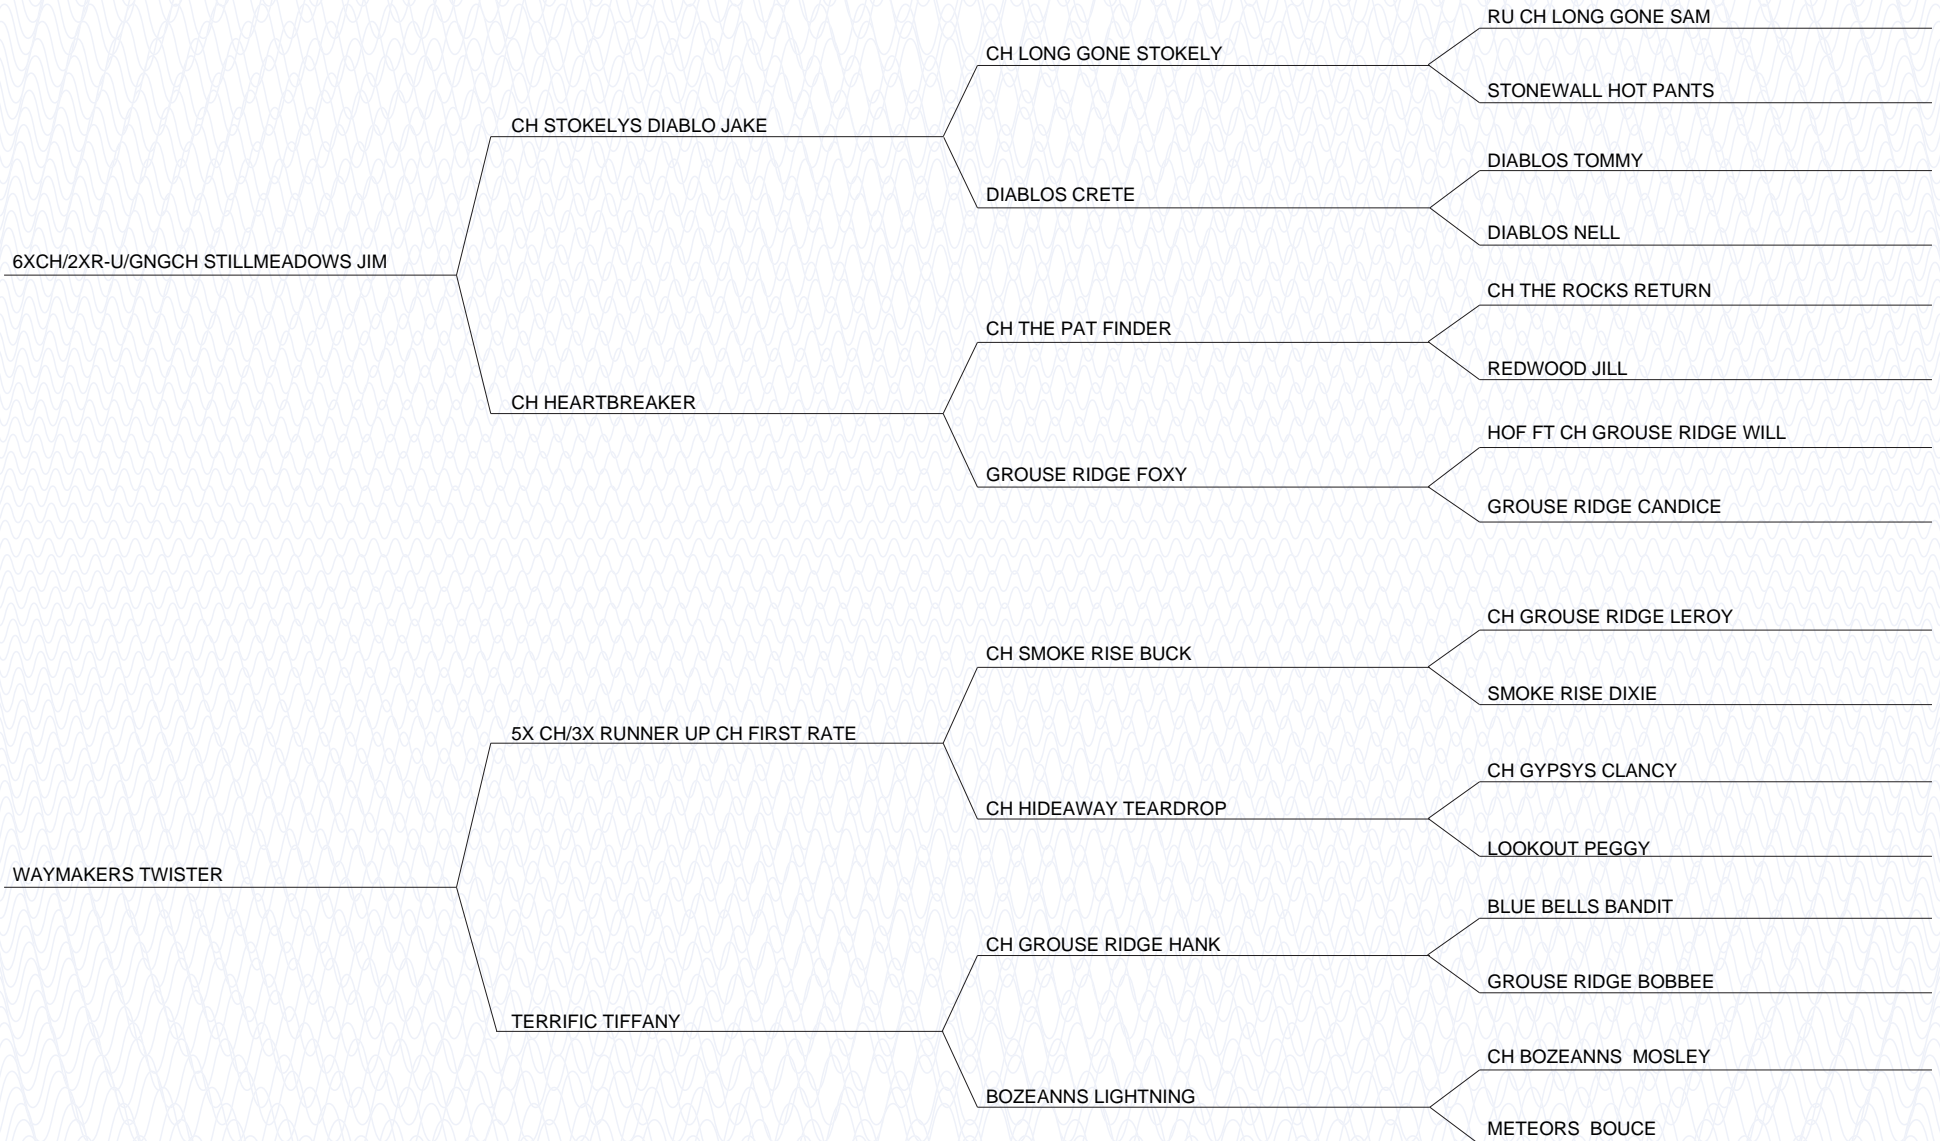 RU CH LONG GONE SAM
CH LONG GONE STOKELY
STONEWALL HOT PANTS
CH STOKELYS DIABLO JAKE
DIABLOS TOMMY
DIABLOS CRETE
DIABLOS NELL
6XCH/2XR-U/GNGCH STILLMEADOWS JIM
CH THE ROCKS RETURN
CH THE PAT FINDER
REDWOOD JILL
CH HEARTBREAKER
HOF FT CH GROUSE RIDGE WILL
GROUSE RIDGE FOXY
GROUSE RIDGE CANDICE
CH GROUSE RIDGE LEROY
CH SMOKE RISE BUCK
SMOKE RISE DIXIE
5X CH/3X RUNNER UP CH FIRST RATE
CH GYPSYS CLANCY
CH HIDEAWAY TEARDROP
LOOKOUT PEGGY
WAYMAKERS TWISTER
BLUE BELLS BANDIT
CH GROUSE RIDGE HANK
GROUSE RIDGE BOBBEE
TERRIFIC TIFFANY
CH BOZEANNS  MOSLEY
BOZEANNS LIGHTNING
METEORS  BOUCE